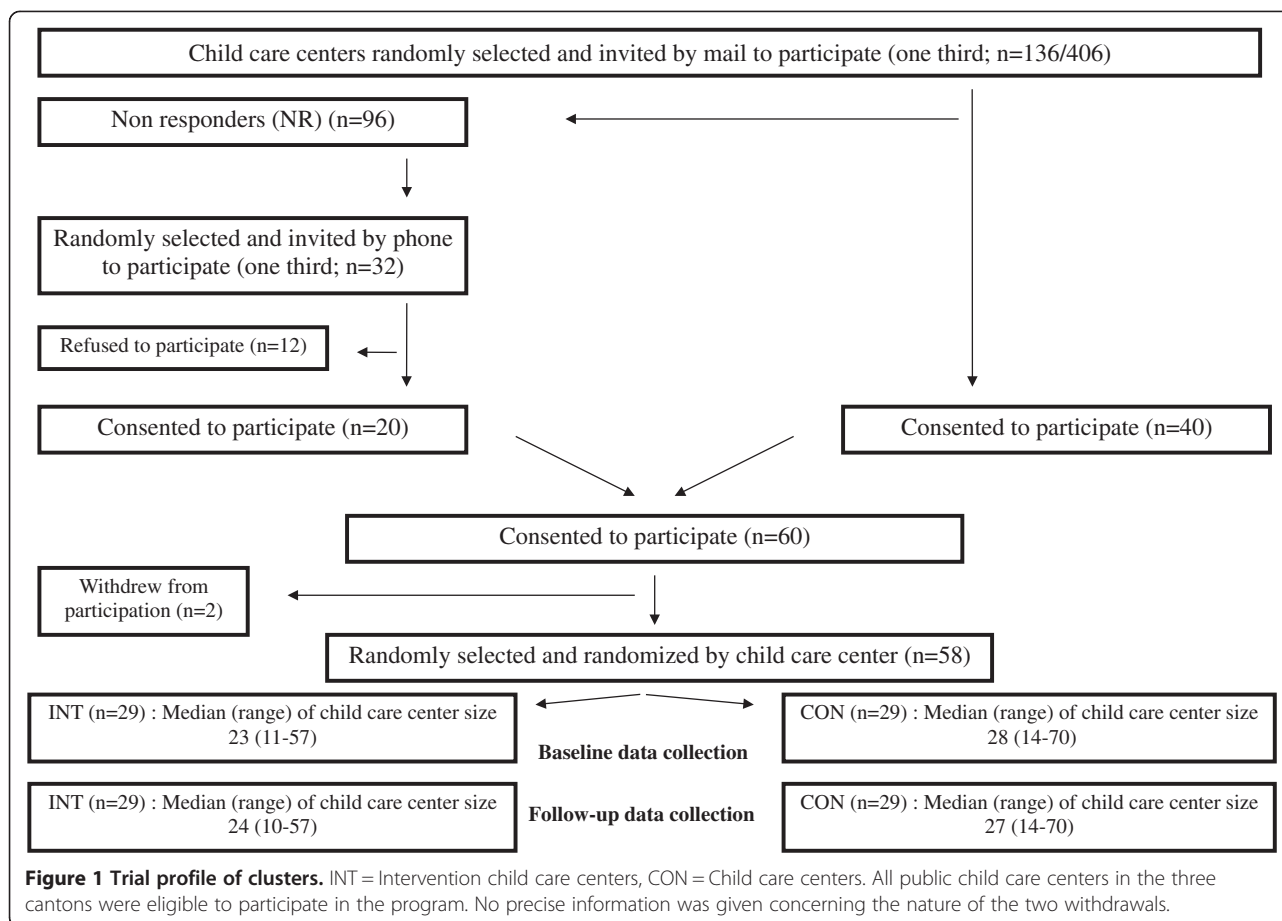 Child care centers randomly selected and invited by mail to participate (one third; n=136/406)
Non responders (NR) (n=96)
Randomly selected and invited by phone
to participate (one third; n=32)
Refused to participate (n=12)
Consented to participate (n=20)
Consented to participate (n=40)
Consented to participate (n=60)
Withdrew from
participation (n=2)
Randomly selected and randomized by child care center (n=58)
INT (n=29) : Median (range) of child care center size
23 (11-57)
Baseline data collection
CON (n=29) : Median (range) of child care center size
28 (14-70)
INT (n=29) : Median (range) of child care center size
24 (10-57)
Follow-up data collection
CON (n=29) : Median (range) of child care center size
27 (14-70)
Figure 1 Trial profile of clusters. INT = Intervention child care centers, CON = Child care centers. All public child care centers in the three
cantons were eligible to participate in the program. No precise information was given concerning the nature of the two withdrawals.